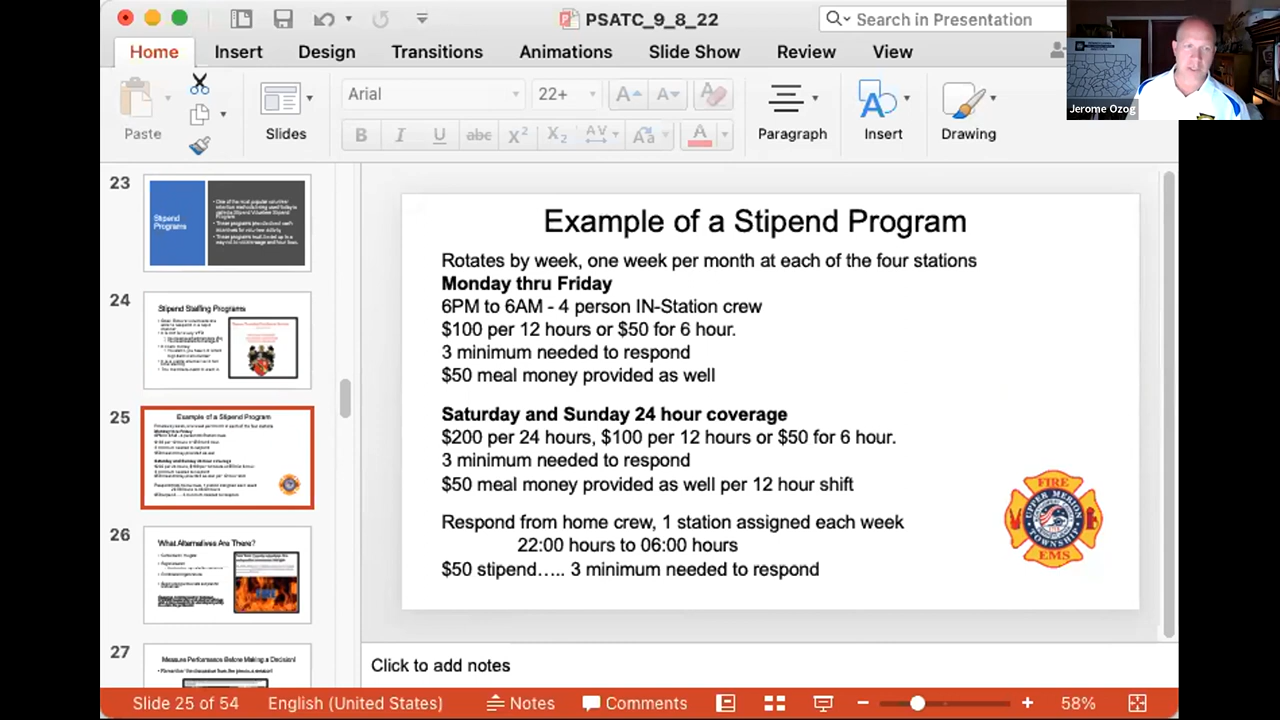 PSATC_9_8_22
Search in Presentation
Home Insert Design Transitions Animations Slide Show Review View
Arial 22+
Paste Slides Paragraph Insert Drawing
Jerome Ozog
23
Stipend
Programs
24
Stipend Staffing Programs
25
Example of a Stipend Program
26
What Alternatives Are There?
27
Measure Performance Before Making a Decision!
Example of a Stipend Program
Rotates by week, one week per month at each of the four stations
Monday thru Friday
6PM to 6AM - 4 person IN-Station crew
$100 per 12 hours or $50 for 6 hour.
3 minimum needed to respond
$50 meal money provided as well
Saturday and Sunday 24 hour coverage
$200 per 24 hours, $100 per 12 hours or $50 for 6 hour.
3 minimum needed to respond
$50 meal money provided as well per 12 hour shift
Respond from home crew, 1 station assigned each week
22:00 hours to 06:00 hours
$50 stipend….. 3 minimum needed to respond
FIRE
UPPER MERION
TOWNSHIP
EMS
Click to add notes
Slide 25 of 54 English (United States) Notes Comments 58%